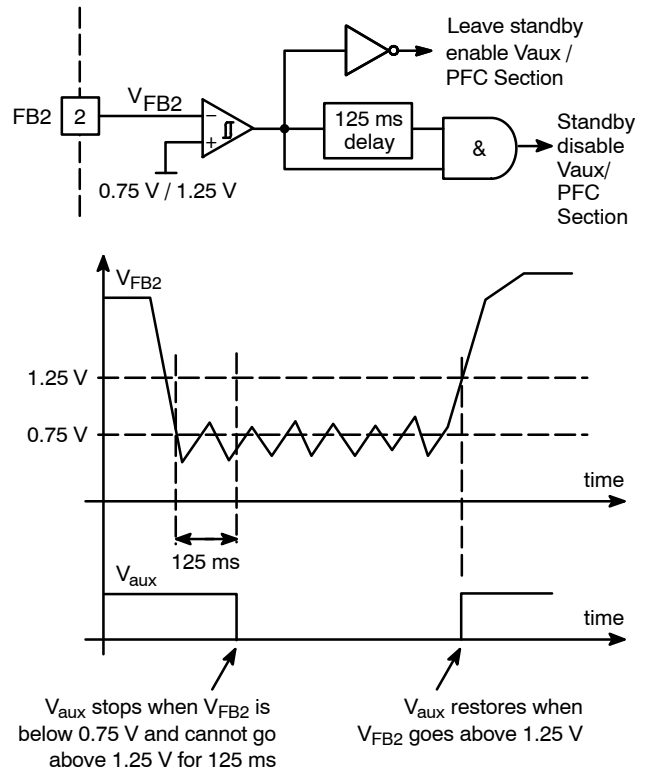 Leave standby
enable Vaux /
PFC Section
FB2
2
VFB2
−
+
125 ms
delay
&
Standby
disable
Vaux/
PFC
Section
0.75 V / 1.25 V
VFB2
1.25 V
0.75 V
time
125 ms
Vaux
time
Vaux stops when VFB2 is
below 0.75 V and cannot go
above 1.25 V for 125 ms
Vaux restores when
VFB2 goes above 1.25 V